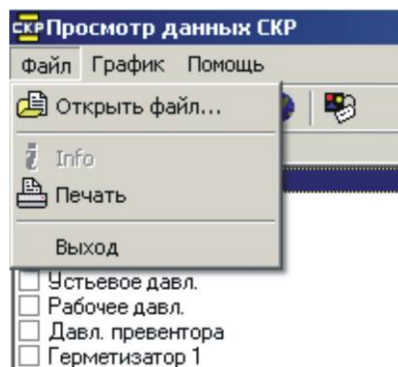 СКР Просмотр данных СКР
Файл График Помощь
Открыть файл...
Info
Печать
Выход
Устьевое давл.
Рабочее давл.
Давл. превентора
Герметизатор 1